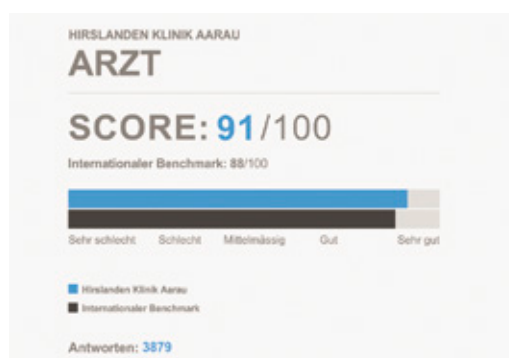 HIRSLANDEN KLINIK AARAU
ARZT
SCORE: 91/100
Internationaler Benchmark: 88/100
Sehr schlecht Schlecht Mittelmässig Gut Sehr gut
Hirslanden Klinik Aarau
Internationaler Benchmark
Antworten: 3879